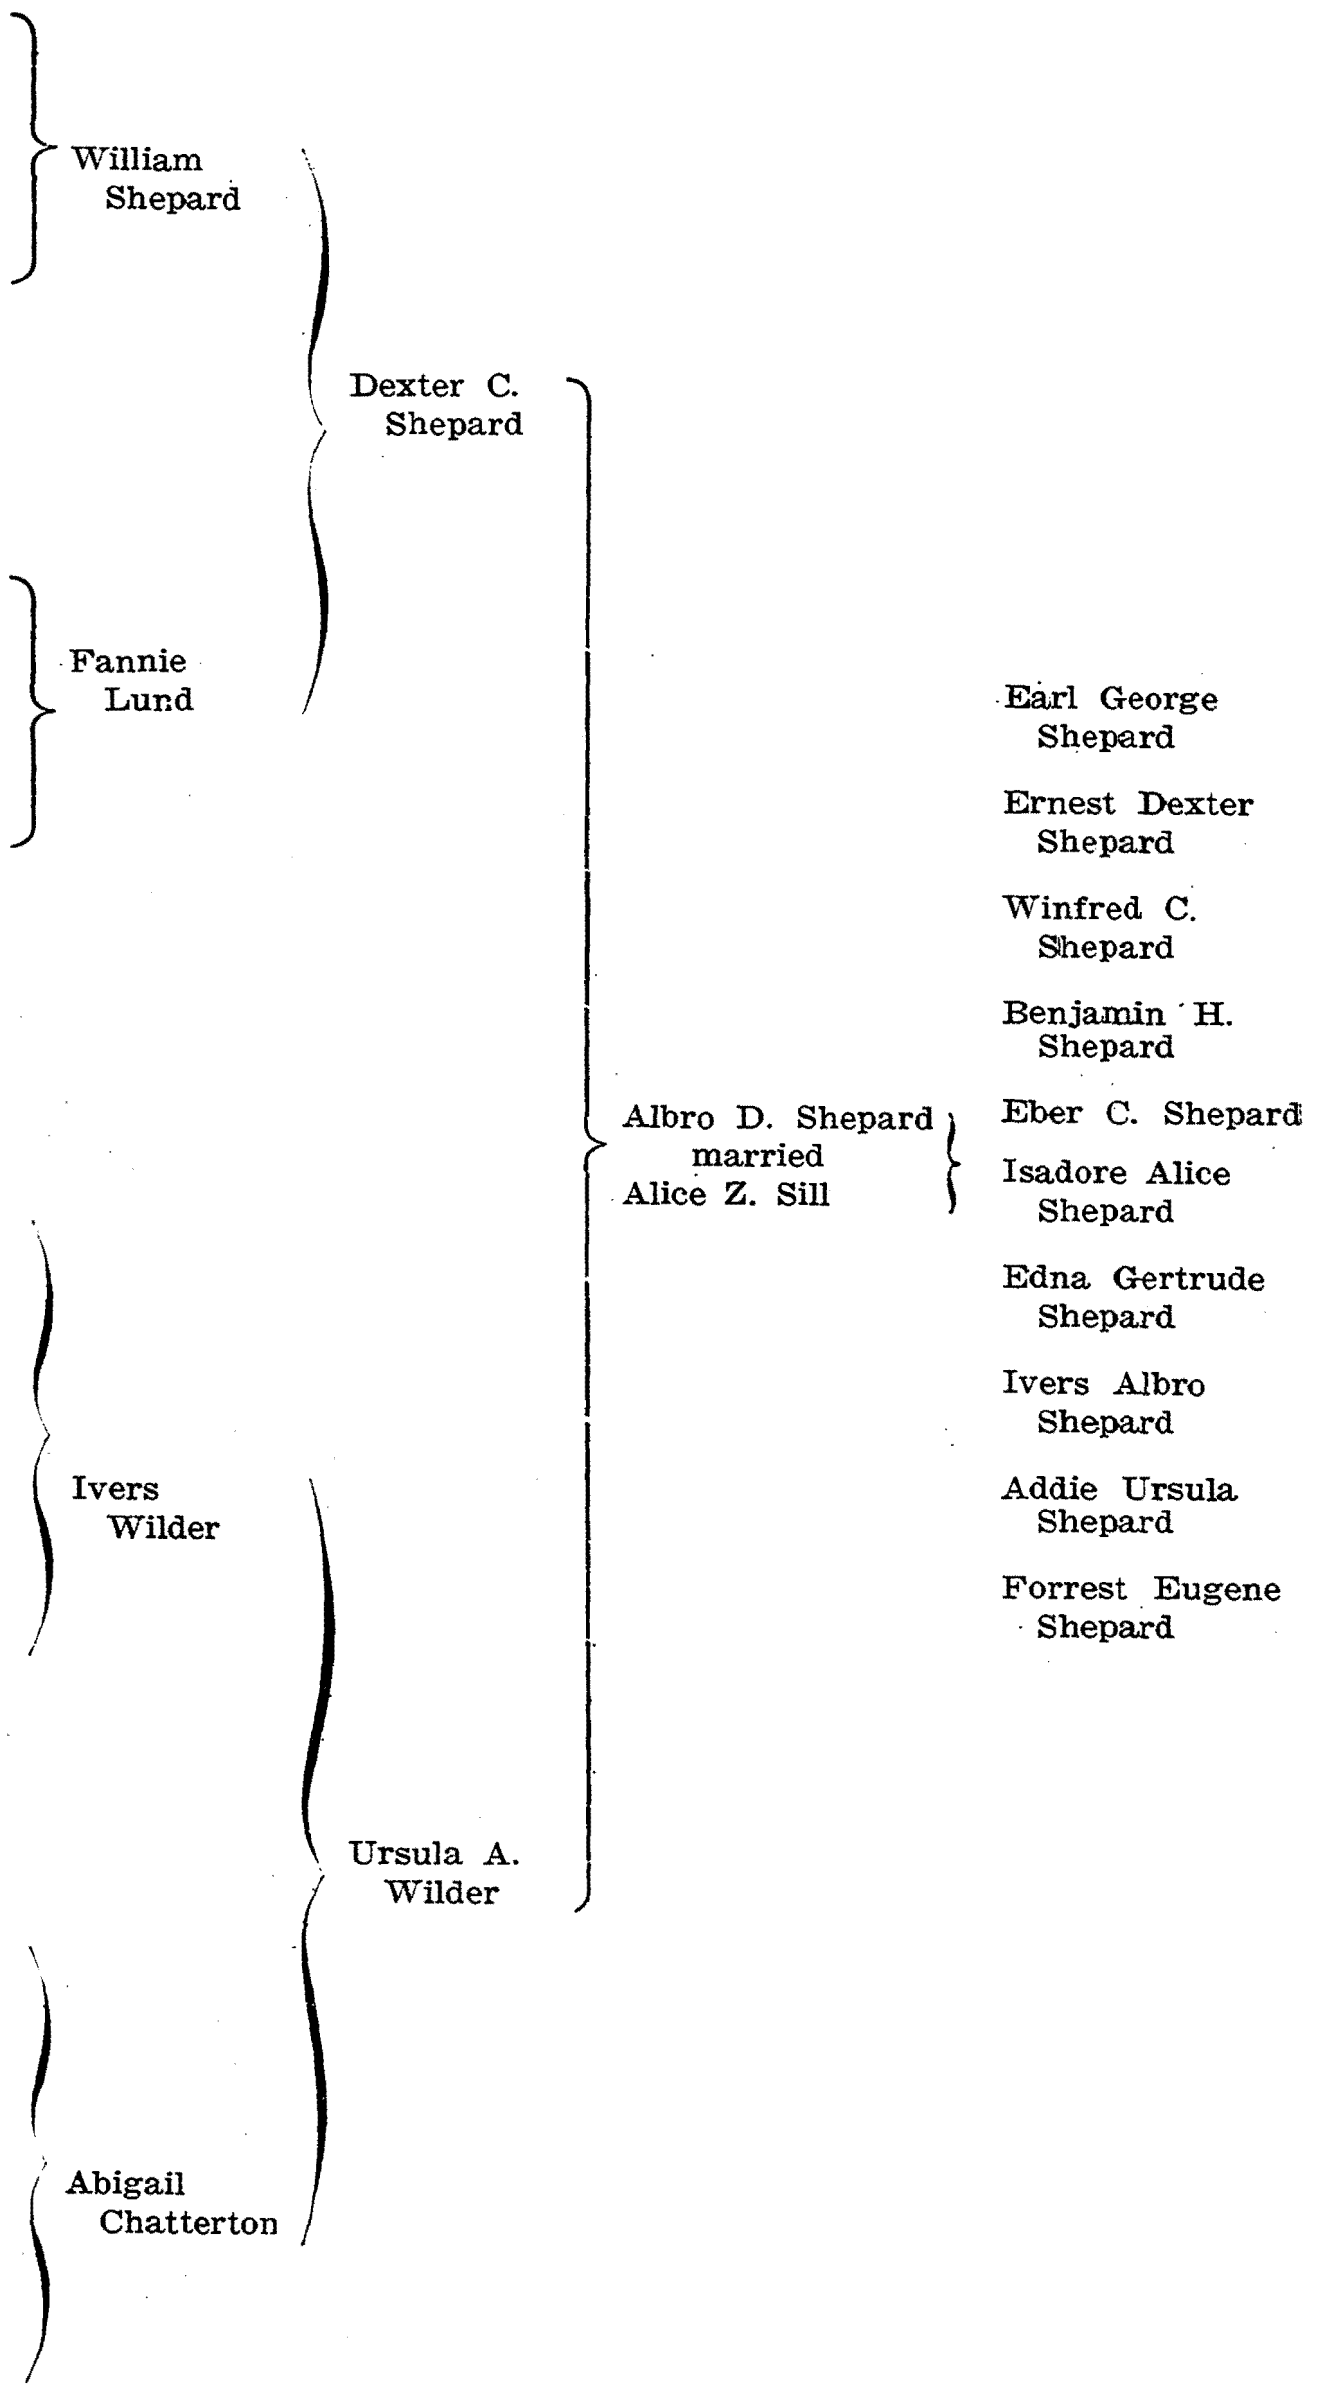 William
Shepard
Dexter C.
Shepard
Fannie
Lund
Ivers
Wilder
Ursula A.
Wilder
Abigail
Chatterton
Albro D. Shepard
married
Alice Z. Sill
Earl George
Shepard
Ernest Dexter
Shepard
Winfred C.
Shepard
Benjamin H.
Shepard
Eber C. Shepard
Isadore Alice
Shepard
Edna Gertrude
Shepard
Ivers Albro
Shepard
Addie Ursula
Shepard
Forrest Eugene
Shepard